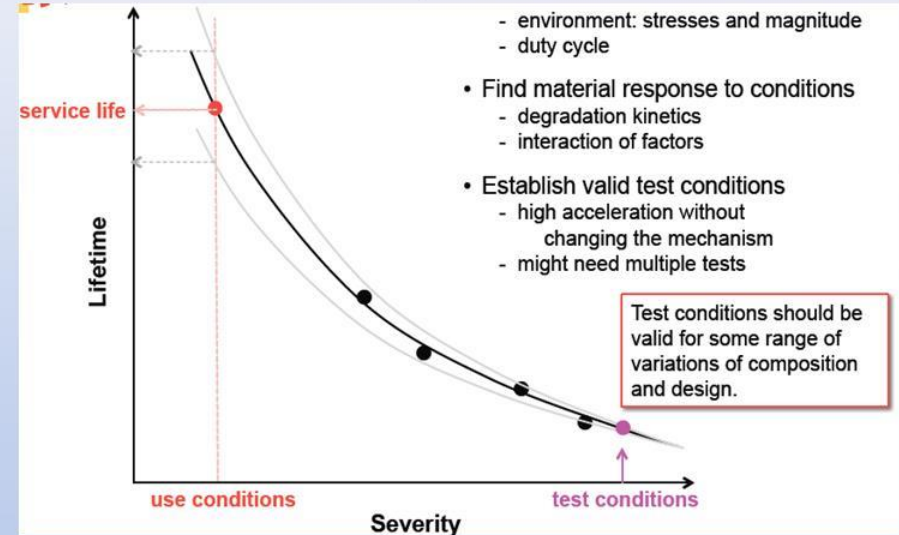 - environment: stresses and magnitude
- duty cycle
• Find material response to conditions
- degradation kinetics
- interaction of factors
• Establish valid test conditions
- high acceleration without
changing the mechanism
- might need multiple tests
Test conditions should be
valid for some range of
variations of composition
and design.
service life
Lifetime
use conditions
test conditions
Severity